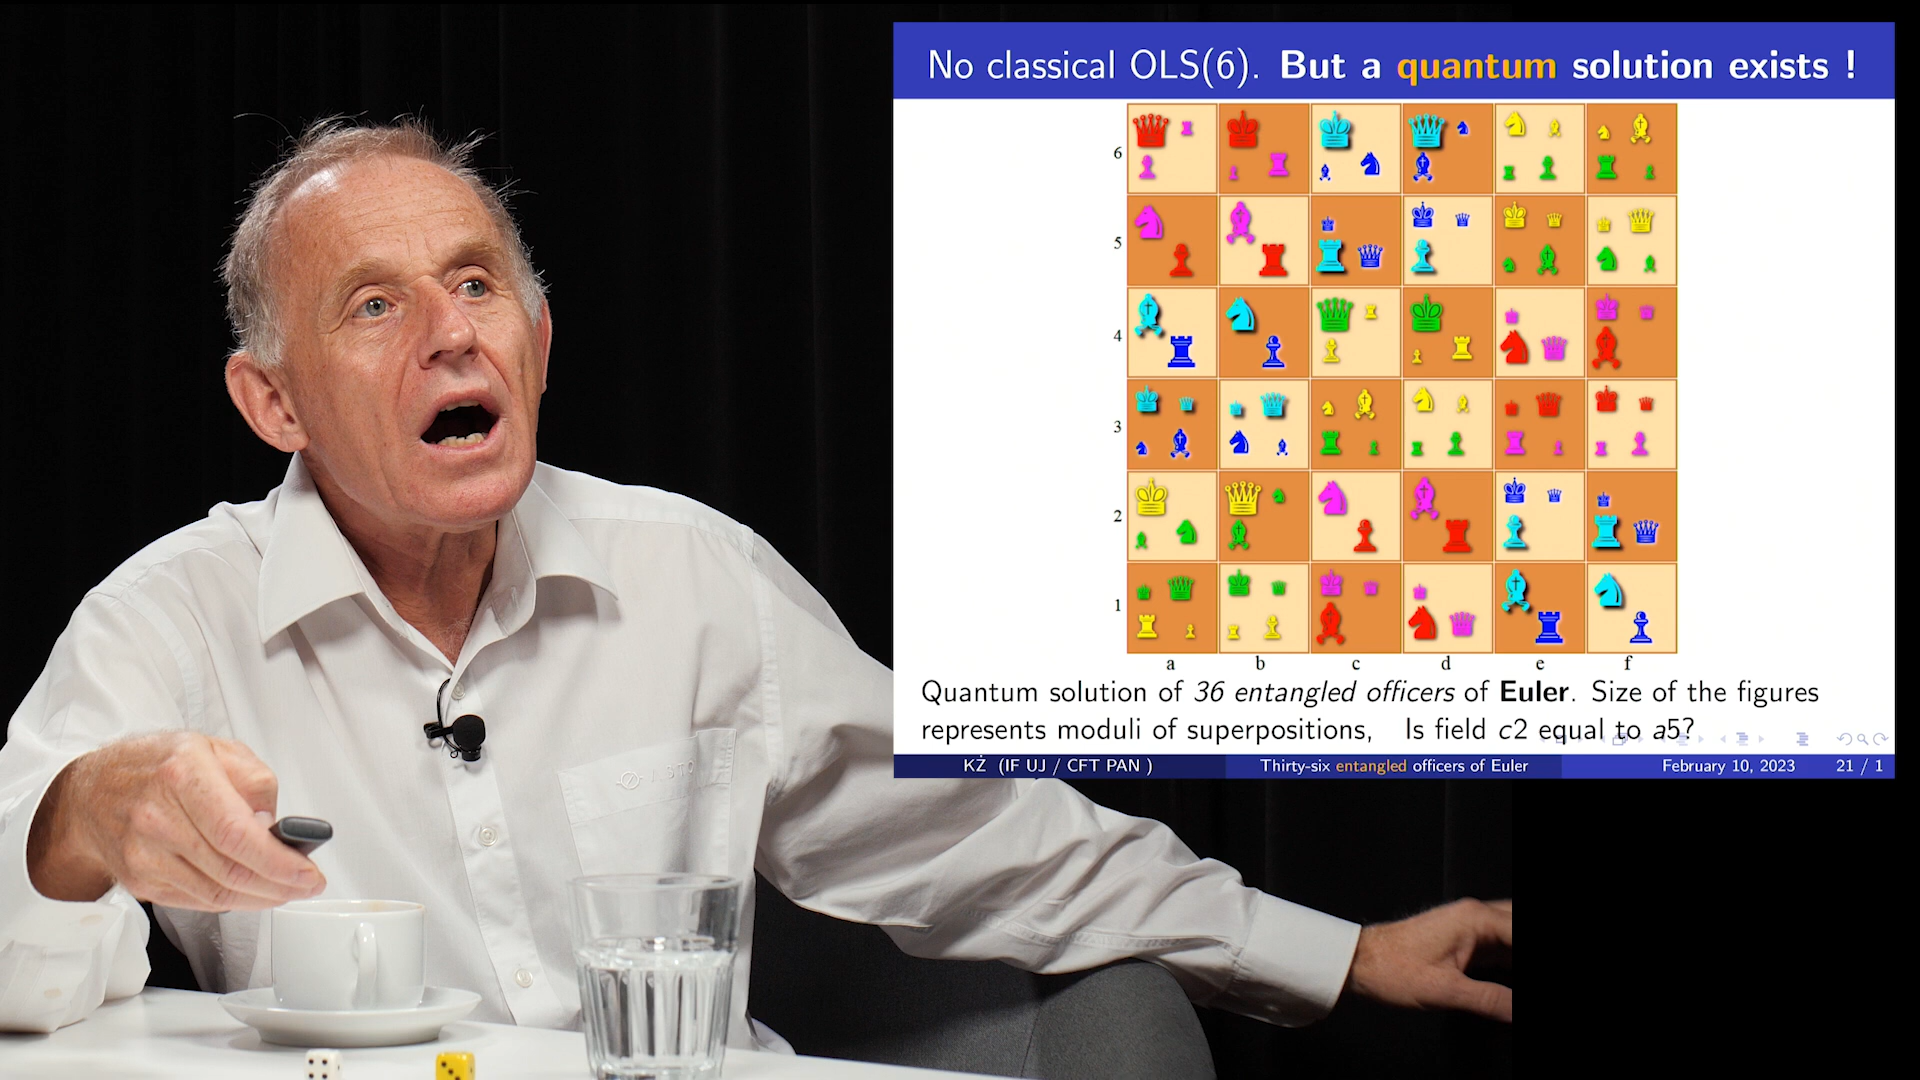 No classical OLS(6). But a quantum solution exists !
6
5
4
3
2
1
a b c d e f
Quantum solution of 36 entangled officers of Euler. Size of the figures
represents moduli of superpositions, Is field c2 equal to a5?
KŻ (IF UJ / CFT PAN ) Thirty-six entangled officers of Euler February 10, 2023 21 / 1